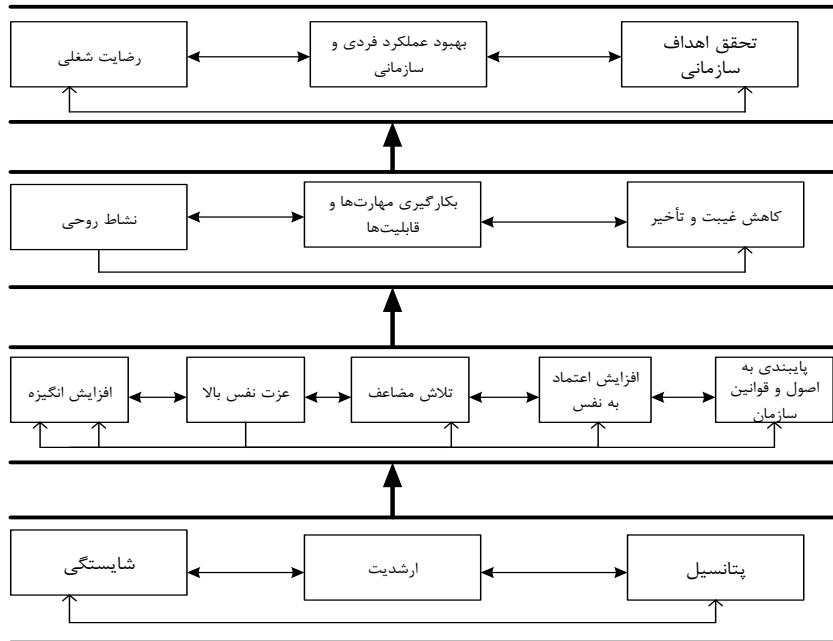 تحقق اهداف
سازمانی
بهبود عملکرد فردی و
سازمانی
رضایت شغلی
کاهش غیبت و تأخیر
بکارگیری مهارت‌ها و
قابلیت‌ها
نشاط روحی
پایبندی به
اصول و قوانین
سازمان
افزایش اعتماد
به نفس
تلاش مضاعف
عزت نفس بالا
افزایش انگیزه
پتانسیل
ارشدیت
شایستگی